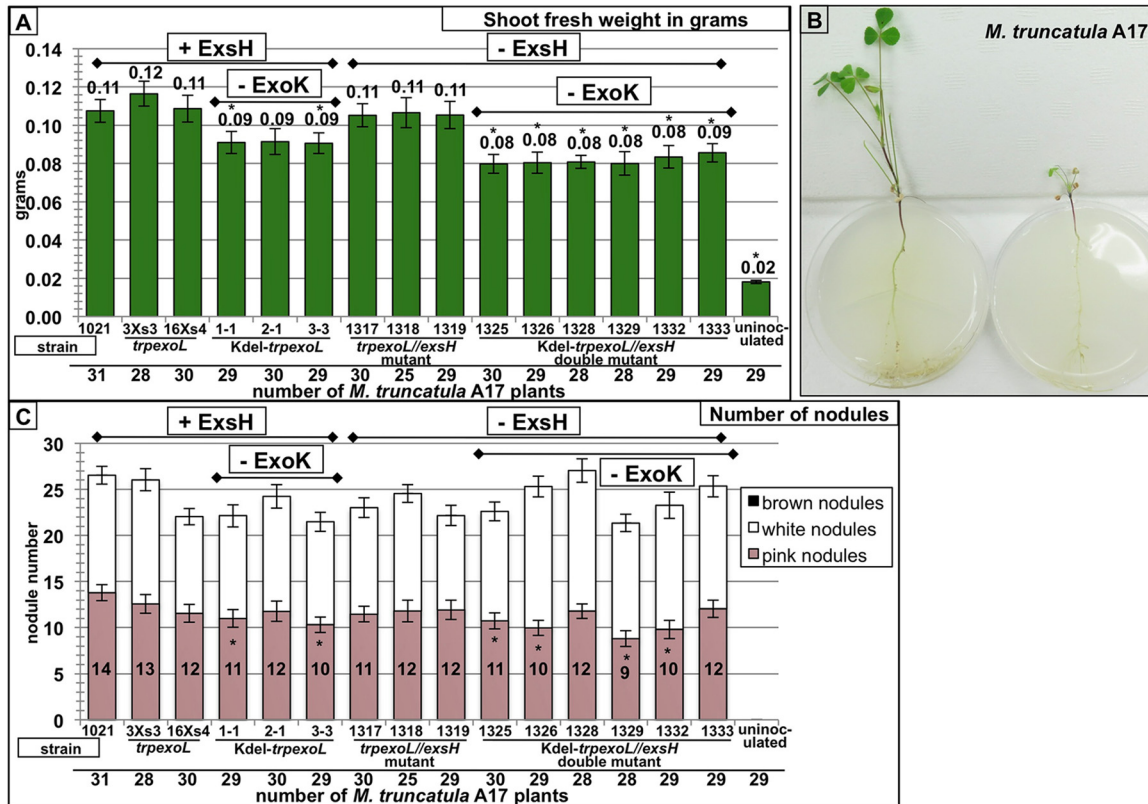 A
Shoot fresh weight in grams
+ ExsH
- ExsH
- ExoK
- ExoK
0.14
0.12
0.10
0.08
0.06
0.04
0.02
0.00
grams
0.11 0.12 0.11 *0.09 0.09 *0.09 0.11 0.11 0.11 *0.08 *0.08 *0.08 *0.08 *0.08 *0.09 *0.02
1021 3Xs3 16Xs4 1-1 2-1 3-3 1317 1318 1319 1325 1326 1328 1329 1332 1333 uninoc-
ulated
strain
trpexoL
Kdel-trpexoL
trpexoL//exsH
mutant
Kdel-trpexoL//exsH
double mutant
31 28 30 29 30 29 30 25 29 29 29 28 28 29 29 29
number of M. truncatula A17 plants
B
M. truncatula A17
C
Number of nodules
+ ExsH
- ExsH
- ExoK
- ExoK
30
25
20
15
10
5
0
nodule number
brown nodules
white nodules
pink nodules
* * * * * *
14 13 12 11 12 10 11 12 12 11 10 12 9 10 12
1021 3Xs3 16Xs4 1-1 2-1 3-3 1317 1318 1319 1325 1326 1328 1329 1332 1333 uninoc-
ulated
strain
trpexoL
Kdel-trpexoL
trpexoL//exsH
mutant
Kdel-trpexoL//exsH
double mutant
31 28 30 29 30 29 30 25 29 29 29 28 28 29 29 29
number of M. truncatula A17 plants